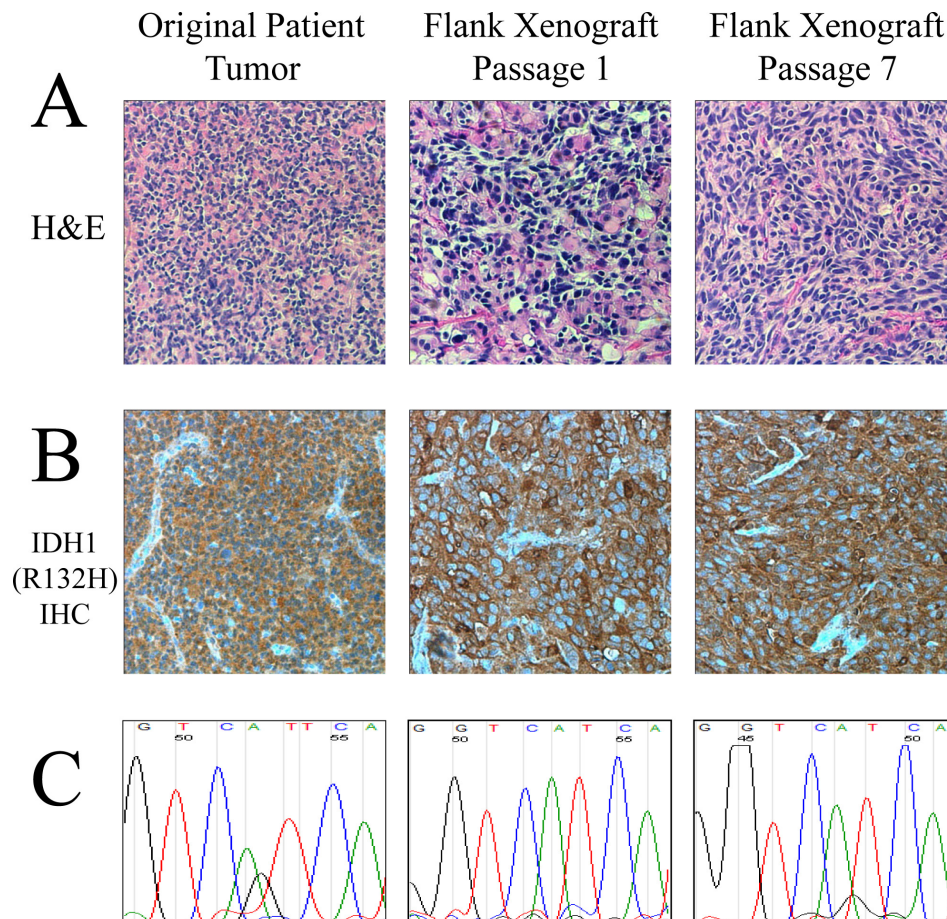 Original Patient Tumor
Flank Xenograft Passage 1
Flank Xenograft Passage 7
A
H&E
B
IDH1
(R132H)
IHC
C
G T C A T T C A
50 55
G G T C A T C A
50 55
G G T C A T C A
45 50